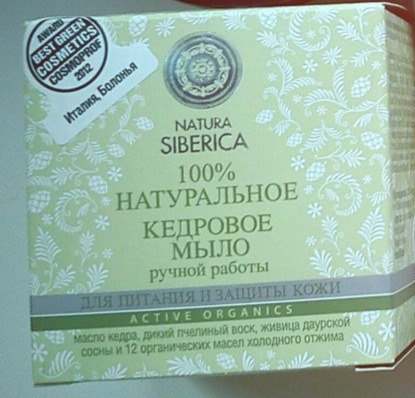 AWARD
BEST GREEN
COSMETICS
COSMOPROF
2012
Италия, Болонья
NATURA
SIBERICA
100%
НАТУРАЛЬНОЕ
КЕДРОВОЕ
МЫЛО
ручной работы
ДЛЯ ПИТАНИЯ И ЗАЩИТЫ КОЖИ
ACTIVE ORGANICS
масло кедра, дикий пчелиный воск, живица даурской
сосны и 12 органических масел холодного отжима